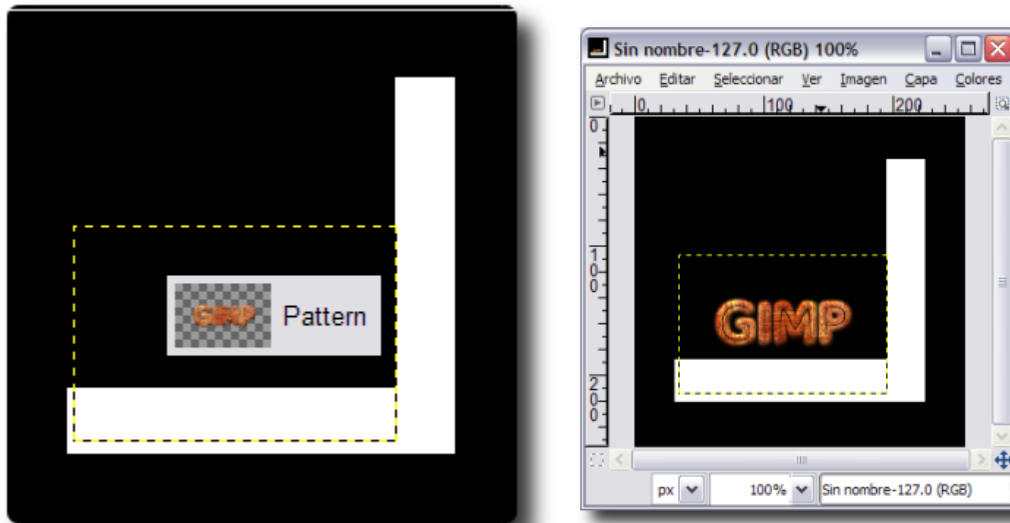 GIMP Pattern
Sin nombre-127.0 (RGB) 100%
Archivo Editar Seleccionar Ver Imagen Capa Colores
0 100 200
0
100
200
GIMP
px 100% Sin nombre-127.0 (RGB)